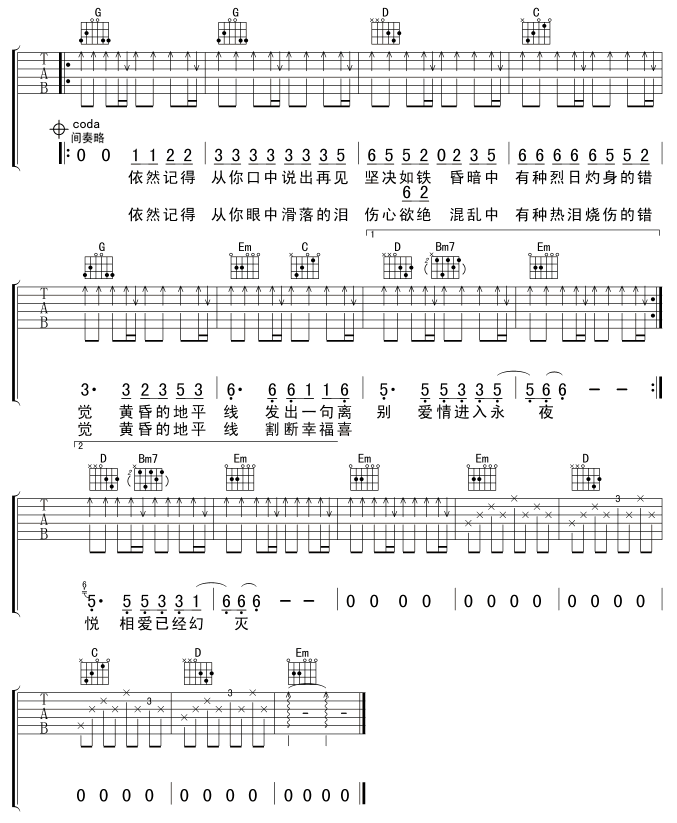 G G D C
T
A
B
coda
间奏略
0 0 1 1 2 2 3 3 3 3 3 3 5 6 5 5 2 0 2 3 5 6 6 6 6 6 5 5 2
依然记得 从你口中说出再见 坚决如铁 昏暗中 有种烈日灼身的错
6 2
依然记得 从你眼中滑落的泪 伤心欲绝 混乱中 有种热泪烧伤的错
1
G Em C D Bm7 Em
2
T
A
B
3· 3 2 3 5 3 6· 6 6 1 1 6 5· 5 5 3 3 5 5 6 6 – –
觉 黄昏的地平 线 发出一句离 别 爱情进入永 夜
觉 黄昏的地平 线 割断幸福喜
2
D Bm7 Em Em Em D
2
3
T
A
B
6
5· 5 5 3 3 1 6 6 6 – – 0 0 0 0 0 0 0 0 0 0 0 0
悦 相爱已经幻 灭
C D Em
3 3
T
A
B
0 0 0 0 0 0 0 0 0 0 0 0